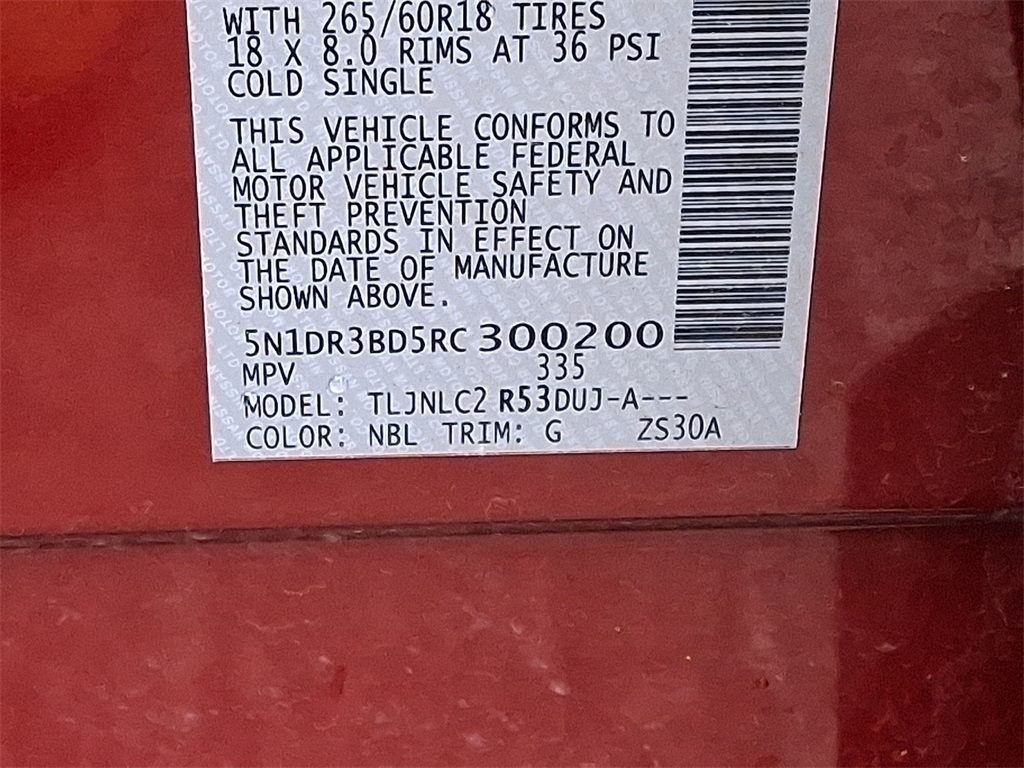 WITH 265/60R18 TIRES
18 X 8.0 RIMS AT 36 PSI
COLD SINGLE
THIS VEHICLE CONFORMS TO
ALL APPLICABLE FEDERAL
MOTOR VEHICLE SAFETY AND
THEFT PREVENTION
STANDARDS IN EFFECT ON
THE DATE OF MANUFACTURE
SHOWN ABOVE.
5N1DR3BD5RC300200
MPV 335
MODEL: TLJNLC2 R53DUJ-A---
COLOR: NBL TRIM: G ZS30A